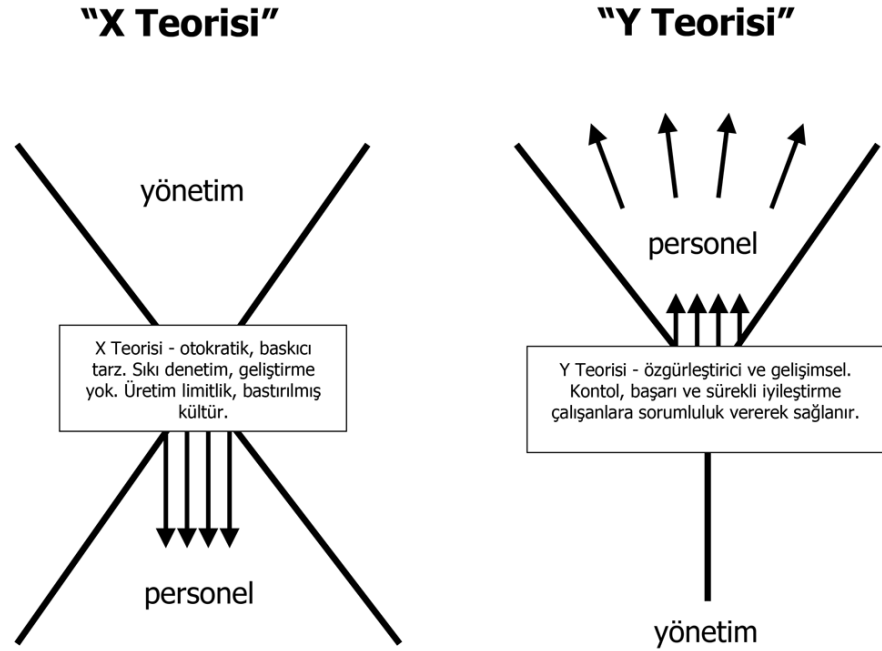 "X Teorisi"
yönetim
X Teorisi - otokratik, baskıcı
tarz. Sıkı denetim, geliştirme
yok. Üretim limitlik, bastırılmış
kültür.
personel
"Y Teorisi"
personel
Y Teorisi - özgürleştirici ve gelişimsel.
Kontol, başarı ve sürekli iyileştirme
çalışanlara sorumluluk vererek sağlanır.
yönetim